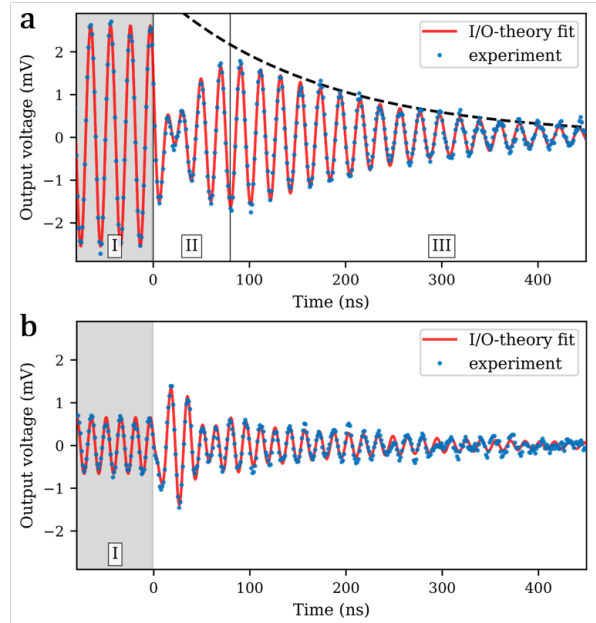 a
I/O-theory fit
experiment
2
1
0
−1
−2
Output voltage (mV)
I
II
III
0
100
200
300
400
Time (ns)
b
I/O-theory fit
experiment
2
1
0
−1
−2
Output voltage (mV)
I
0
100
200
300
400
Time (ns)